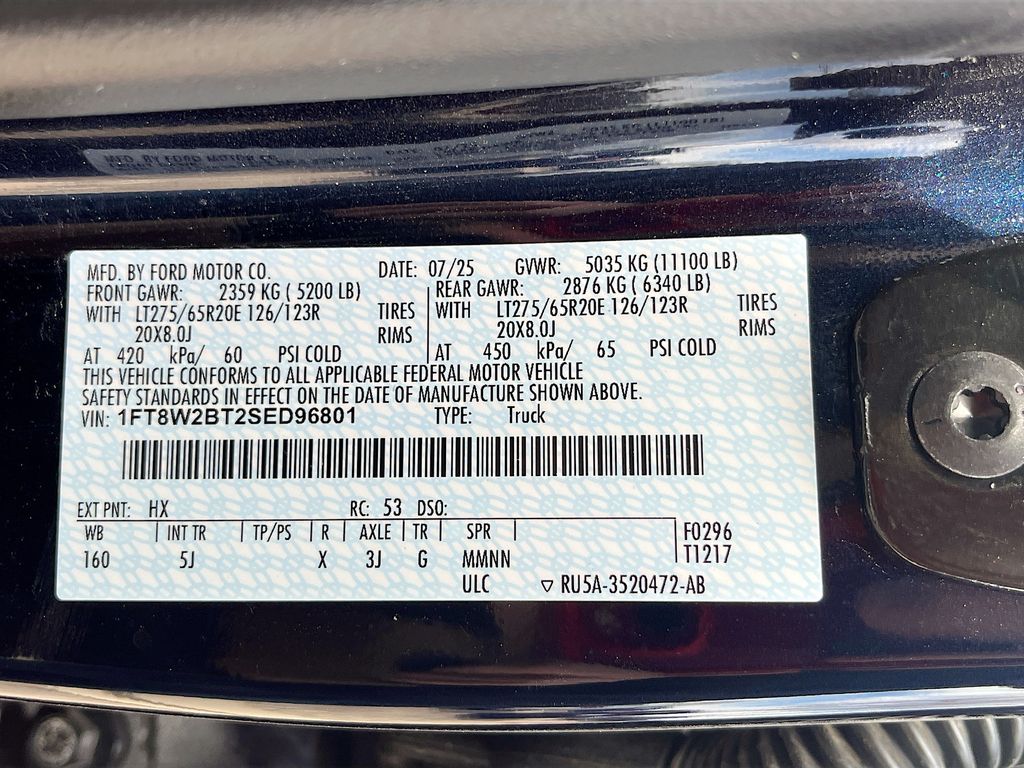 MFD. BY FORD MOTOR CO. DATE: 07/25 GVWR: 5035 KG (11100 LB)
FRONT GAWR: 2359 KG ( 5200 LB) REAR GAWR: 2876 KG ( 6340 LB)
WITH LT275/65R20E 126/123R TIRES WITH LT275/65R20E 126/123R TIRES
20X8.0J RIMS 20X8.0J RIMS
AT 420 kPa/ 60 PSI COLD AT 450 kPa/ 65 PSI COLD
THIS VEHICLE CONFORMS TO ALL APPLICABLE FEDERAL MOTOR VEHICLE
SAFETY STANDARDS IN EFFECT ON THE DATE OF MANUFACTURE SHOWN ABOVE.
VIN: 1FT8W2BT2SED96801 TYPE: Truck
EXT PNT: HX RC: 53 DSO:
WB INT TR TP/PS R AXLE TR SPR F0296
160 5J X 3J G MMNN T1217
ULC ▽ RU5A-3520472-AB